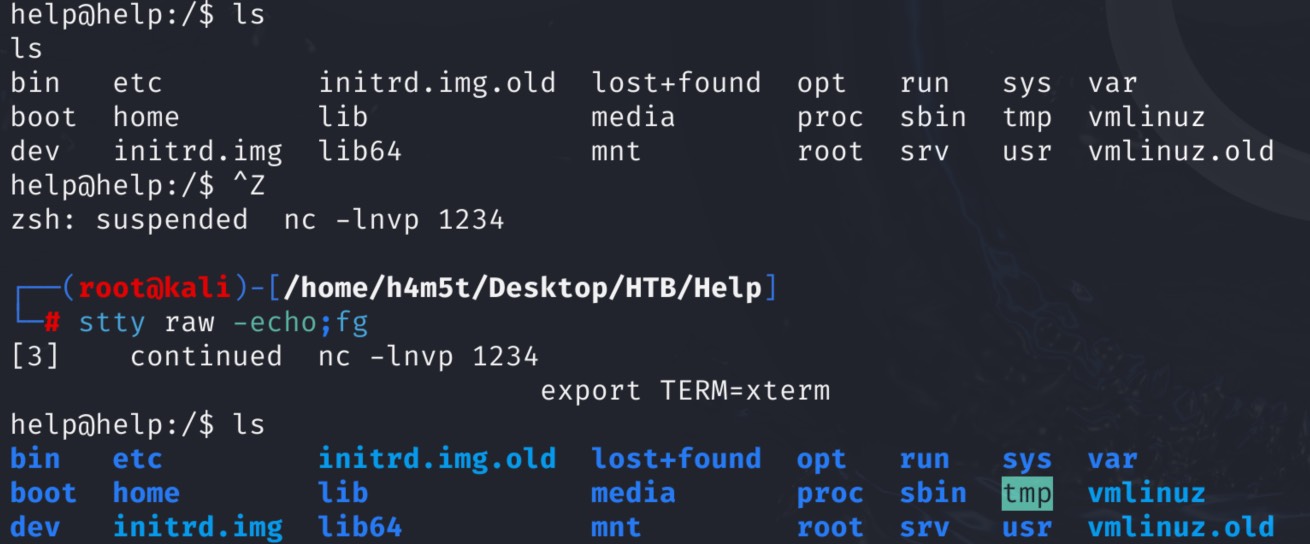 help@help:/$ ls
ls
bin   etc         initrd.img.old  lost+found  opt   run   sys  var
boot  home        lib             media       proc  sbin  tmp  vmlinuz
dev   initrd.img  lib64           mnt         root  srv   usr  vmlinuz.old
help@help:/$ ^Z
zsh: suspended  nc -lnvp 1234
┌──(root@kali)-[/home/h4m5t/Desktop/HTB/Help]
└─# stty raw -echo;fg
[3]    continued  nc -lnvp 1234
                               export TERM=xterm
help@help:/$ ls
bin   etc         initrd.img.old  lost+found  opt   run   sys  var
boot  home        lib             media       proc  sbin  tmp  vmlinuz
dev   initrd.img  lib64           mnt         root  srv   usr  vmlinuz.old